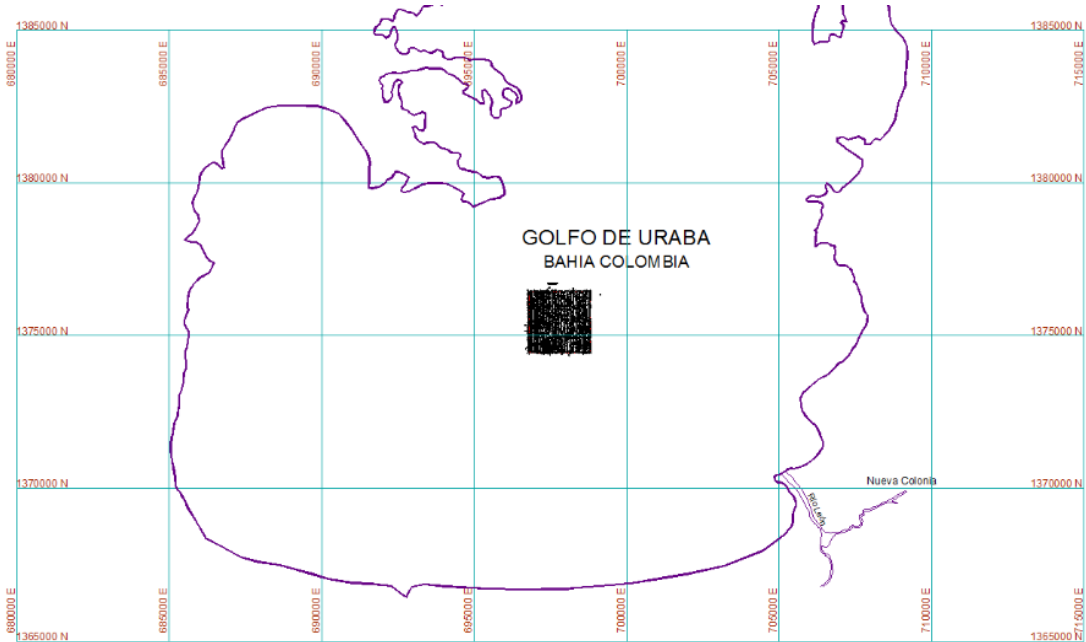 1385000 N
1385000 N
680000 E
685000 E
690000 E
695000 E
700000 E
705000 E
710000 E
715000 E
1380000 N
1380000 N
GOLFO DE URABA
BAHIA COLOMBIA
1375000 N
1375000 N
1370000 N
1370000 N
Nueva Colonia
Río León
680000 E
685000 E
690000 E
695000 E
700000 E
705000 E
710000 E
715000 E
1365000 N
1365000 N